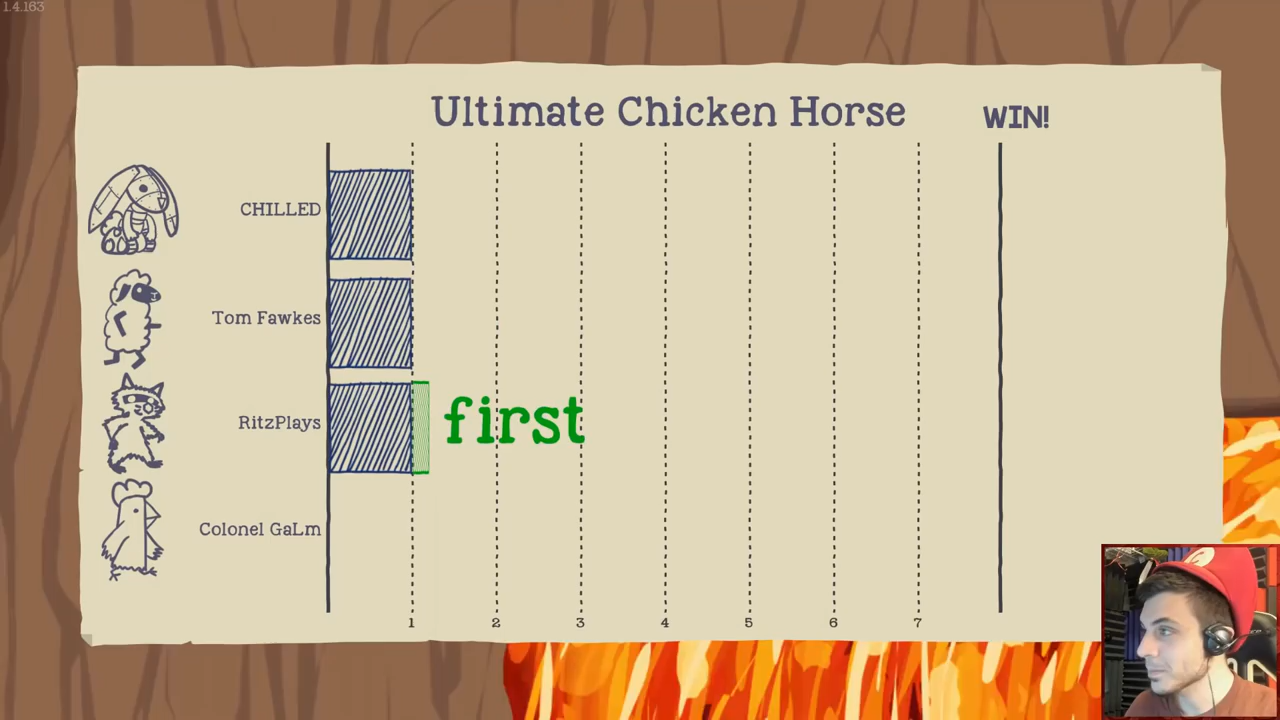 1.4.163
Ultimate Chicken Horse
WIN!
CHILLED
Tom Fawkes
RitzPlays
first
Colonel GaLm
1 2 3 4 5 6 7